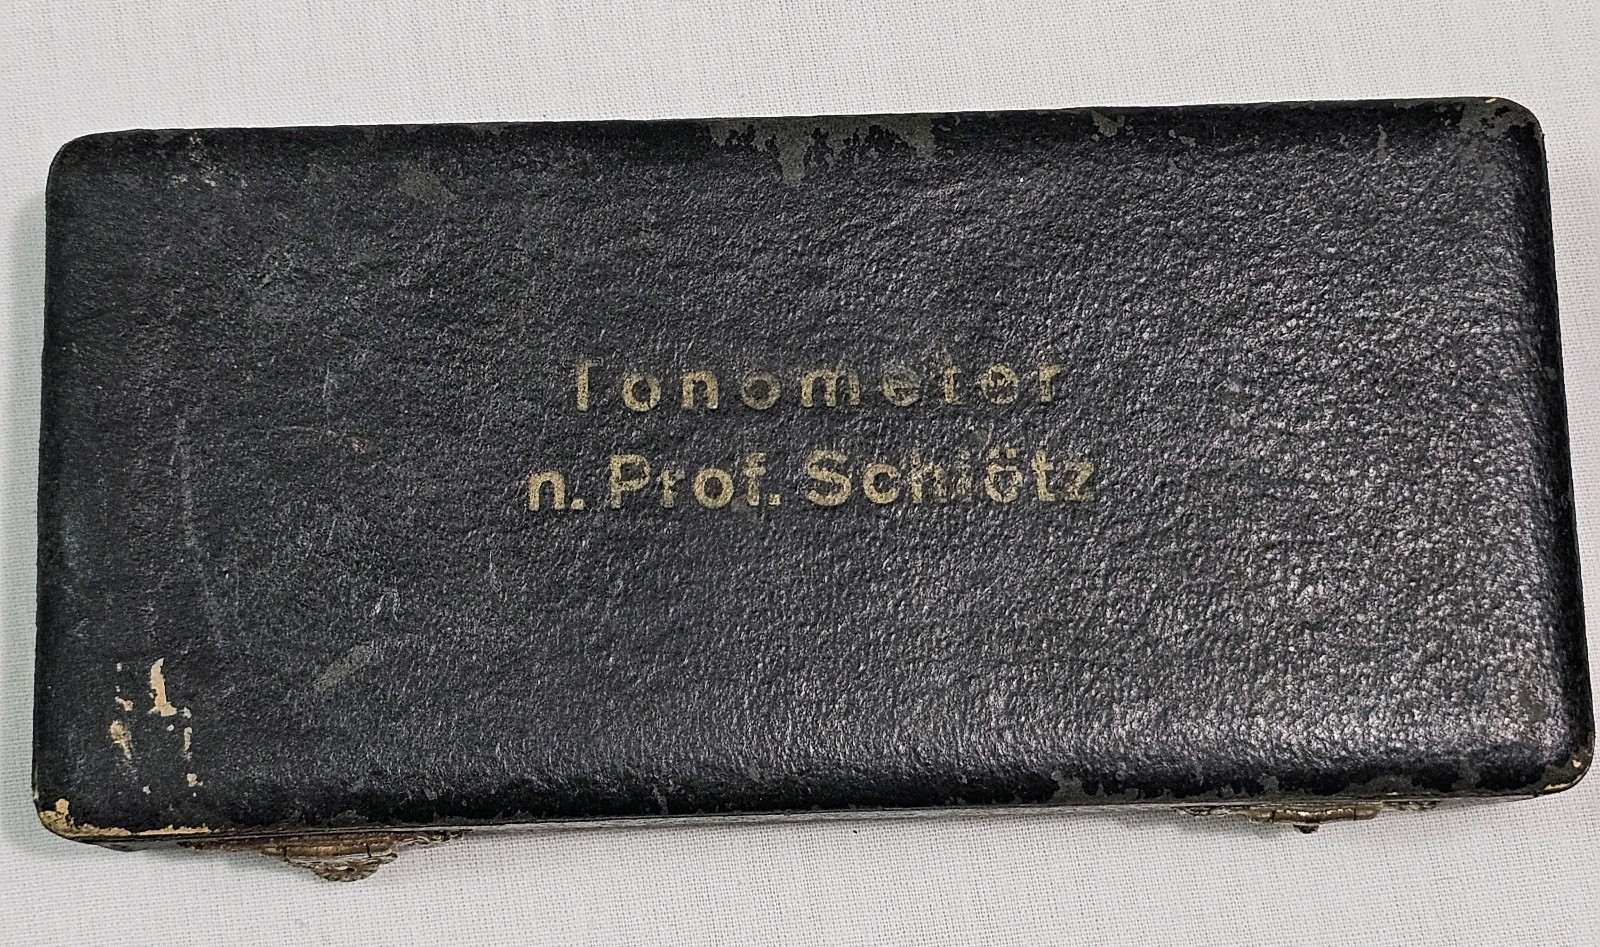 Tonometer
n. Prof. Schiötz